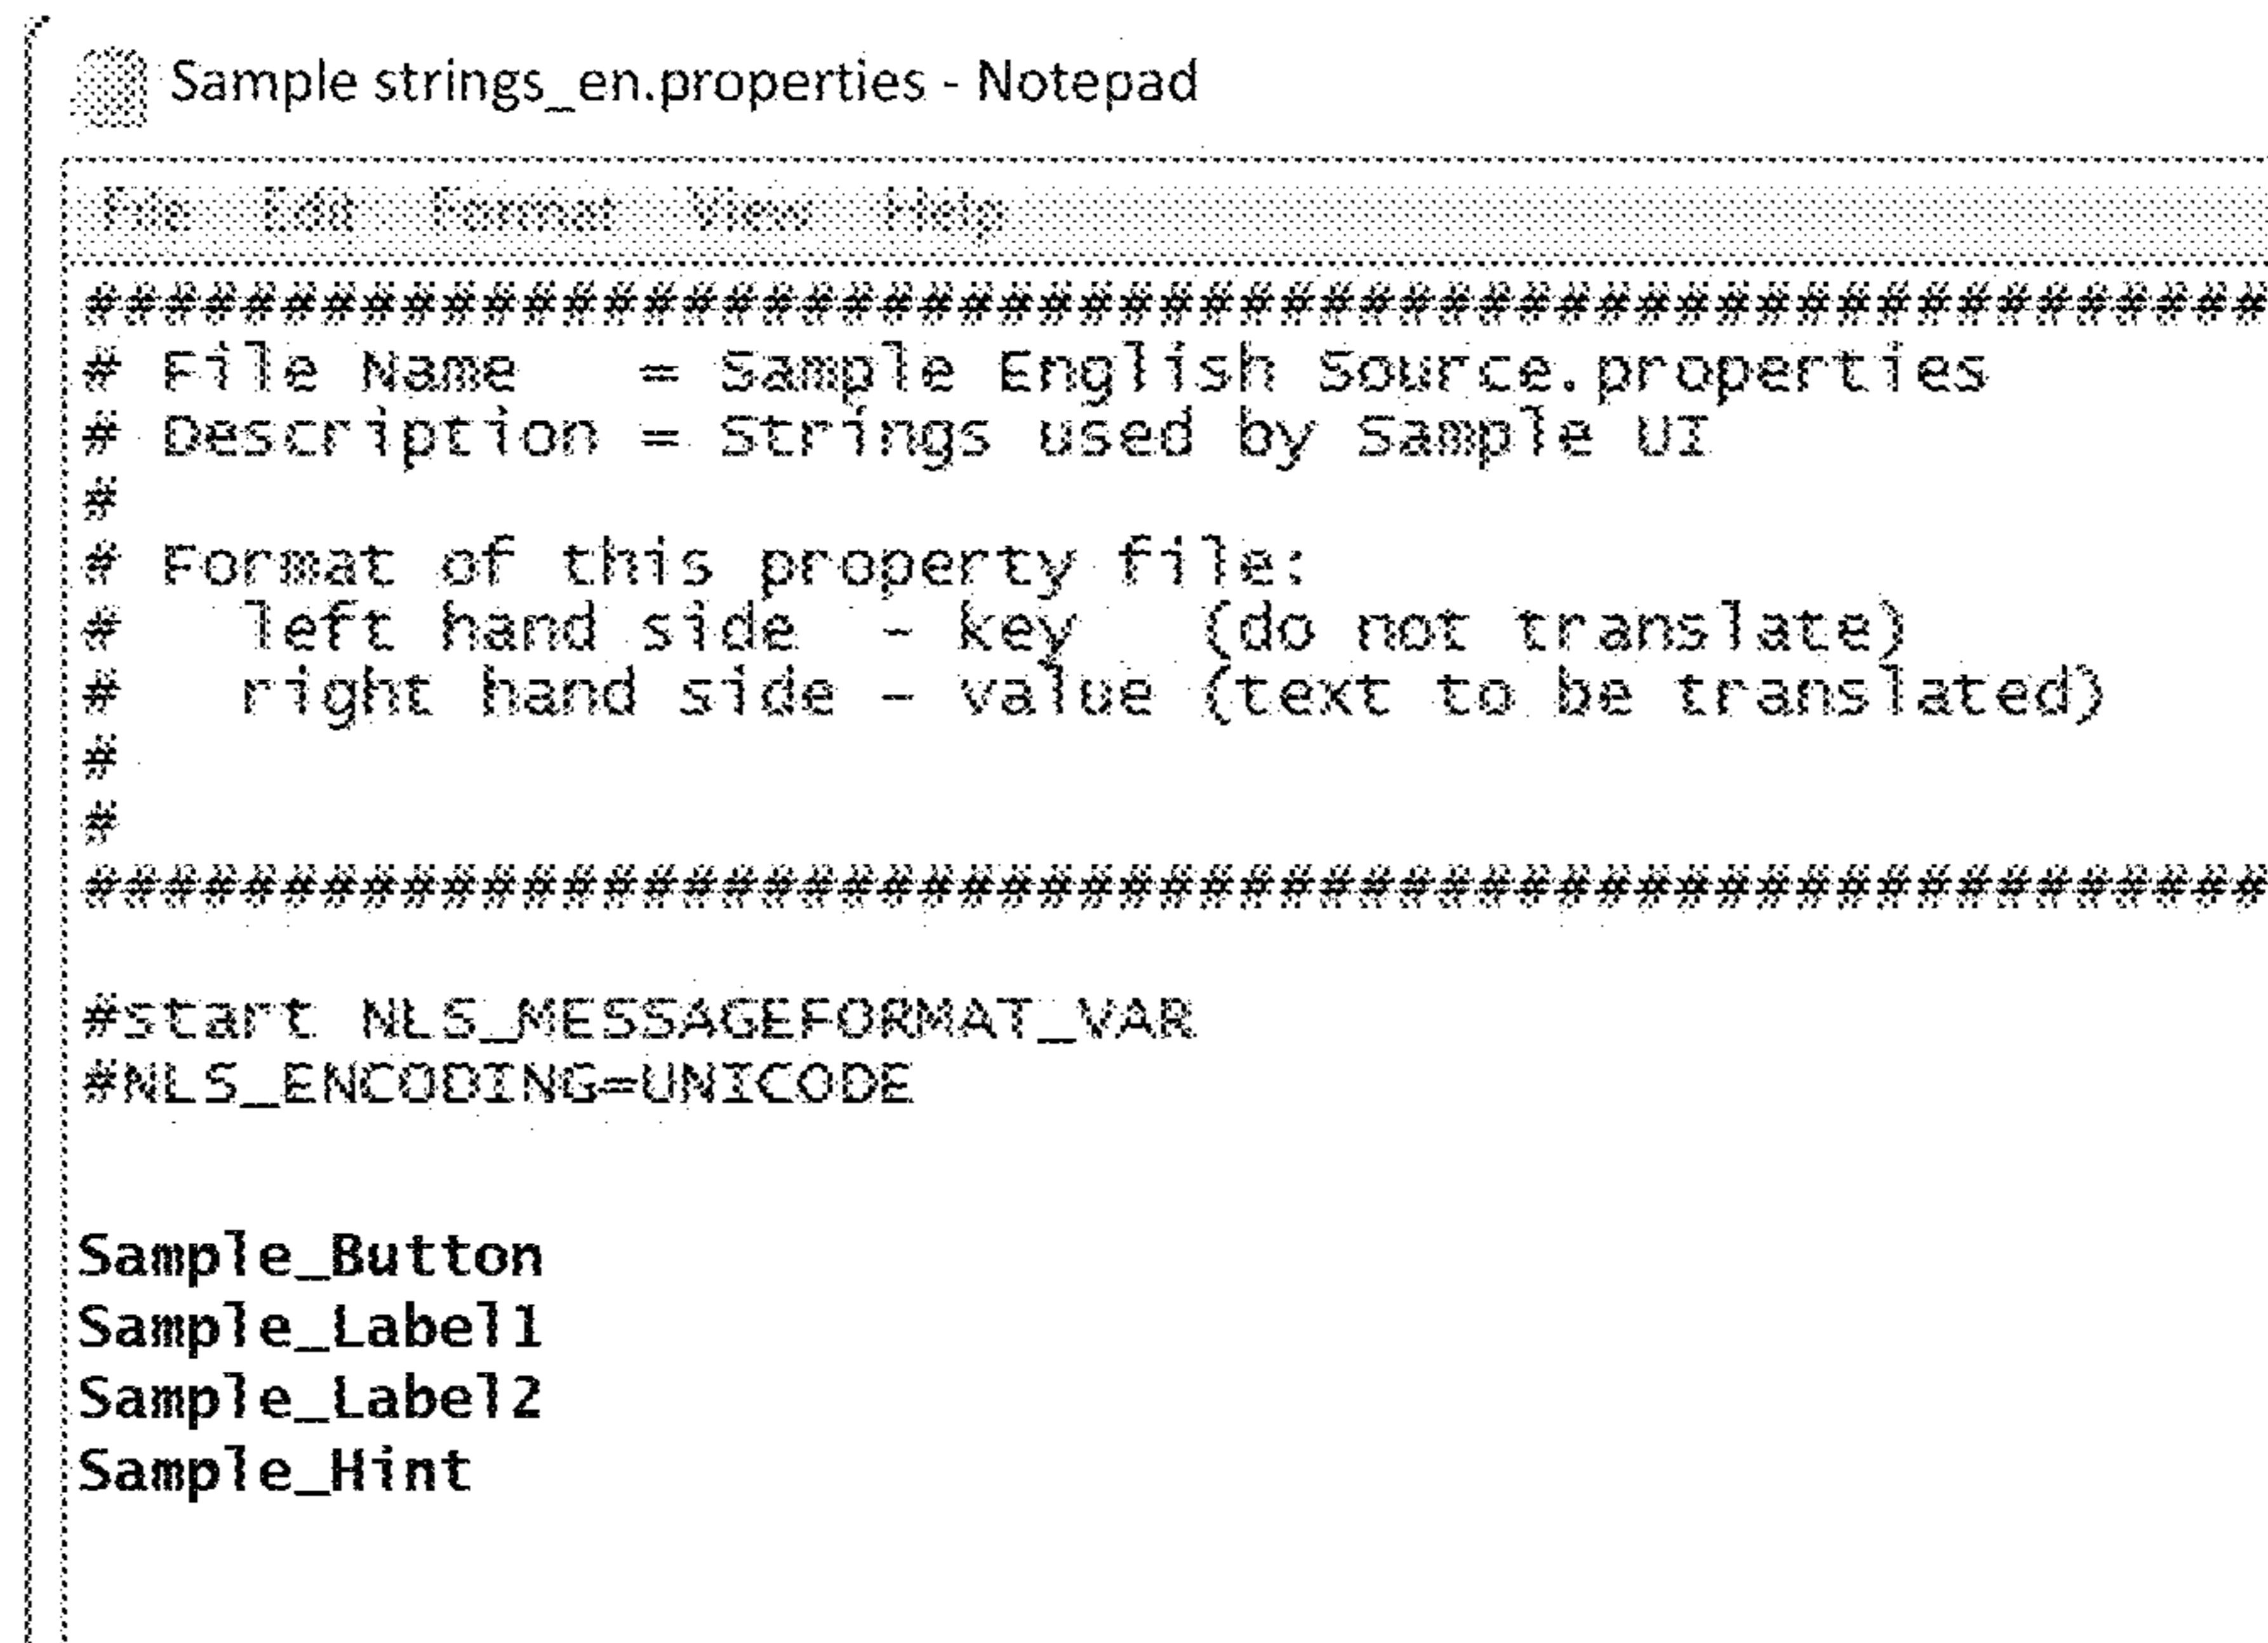 Sample strings_en.properties - Notepad
File Edit Format View Help
#######################################################
# File Name   = Sample English Source.properties
# Description = Strings used by Sample UI
#
# Format of this property file:
#   left hand side  - key   (do not translate)
#   right hand side - value (text to be translated)
#
#
#######################################################
#start NLS_MESSAGEFORMAT_VAR
#NLS_ENCODING=UNICODE
Sample_Button
Sample_Label1
Sample_Label2
Sample_Hint